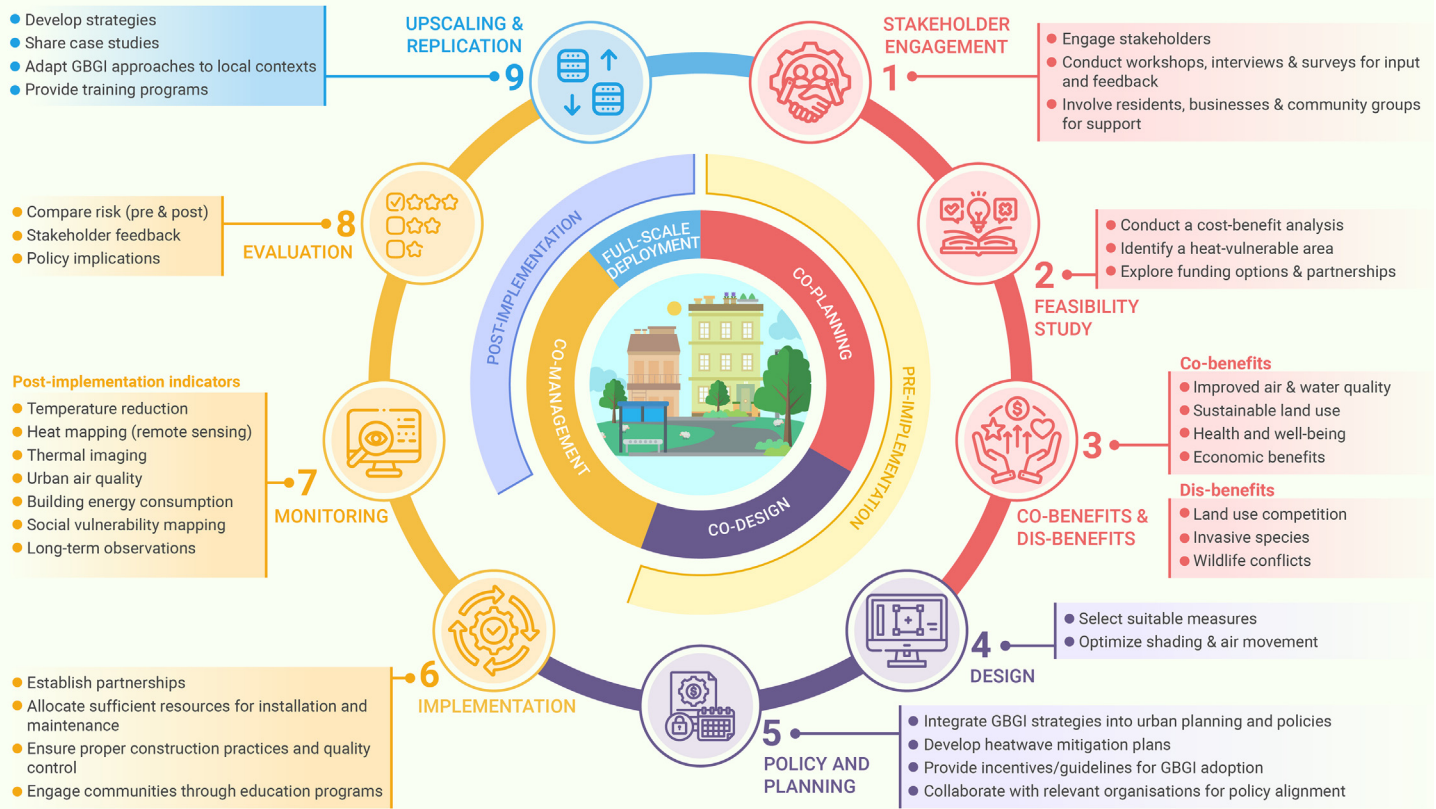 STAKEHOLDER
ENGAGEMENT
1
Engage stakeholders
Conduct workshops, interviews & surveys for input
and feedback
Involve residents, businesses & community groups
for support
2
FEASIBILITY
STUDY
Conduct a cost-benefit analysis
Identify a heat-vulnerable area
Explore funding options & partnerships
3
CO-BENEFITS &
DIS-BENEFITS
Co-benefits
Improved air & water quality
Sustainable land use
Health and well-being
Economic benefits
Dis-benefits
Land use competition
Invasive species
Wildlife conflicts
4
DESIGN
Select suitable measures
Optimize shading & air movement
5
POLICY AND
PLANNING
Integrate GBGI strategies into urban planning and policies
Develop heatwave mitigation plans
Provide incentives/guidelines for GBGI adoption
Collaborate with relevant organisations for policy alignment
6
IMPLEMENTATION
Establish partnerships
Allocate sufficient resources for installation and
maintenance
Ensure proper construction practices and quality
control
Engage communities through education programs
7
MONITORING
Post-implementation indicators
Temperature reduction
Heat mapping (remote sensing)
Thermal imaging
Urban air quality
Building energy consumption
Social vulnerability mapping
Long-term observations
8
EVALUATION
Compare risk (pre & post)
Stakeholder feedback
Policy implications
UPSCALING &
REPLICATION
9
Develop strategies
Share case studies
Adapt GBGI approaches to local contexts
Provide training programs
POST-IMPLEMENTATION
PRE-IMPLEMENTATION
FULL-SCALE
DEPLOYMENT
CO-PLANNING
CO-DESIGN
CO-MANAGEMENT